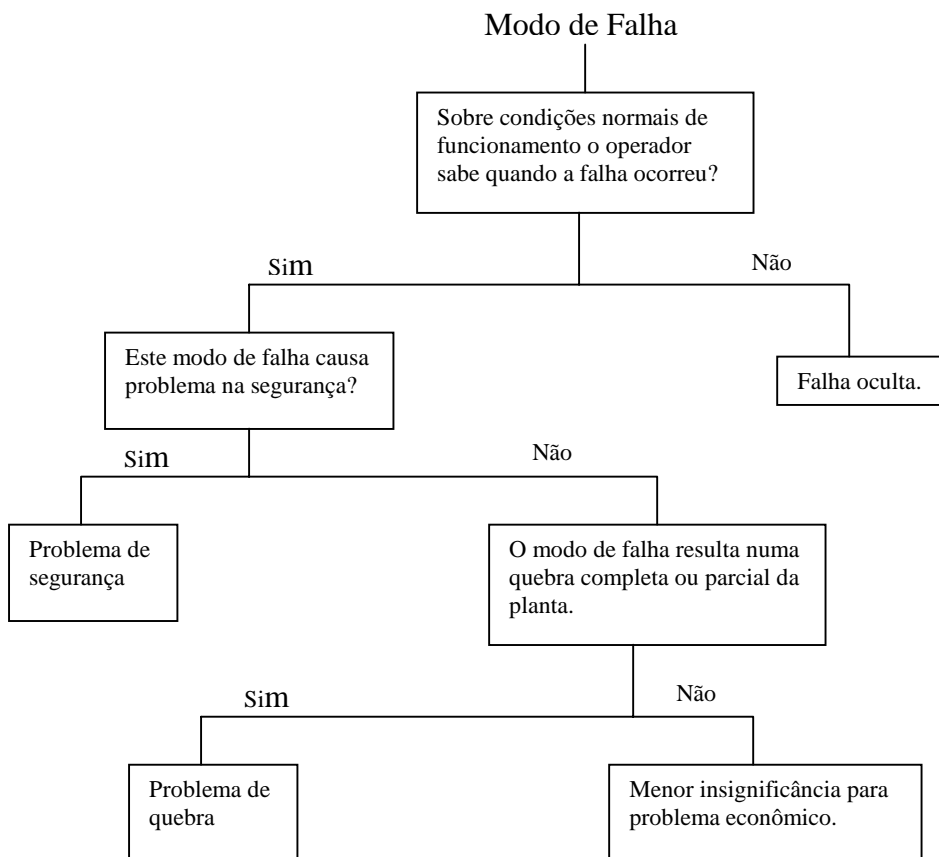 Modo de Falha
Sobre condições normais de
funcionamento o operador
sabe quando a falha ocorreu?
Sim
Não
Este modo de falha causa
problema na segurança?
Falha oculta.
Sim
Não
Problema de
segurança
O modo de falha resulta numa
quebra completa ou parcial da
planta.
Sim
Não
Problema de
quebra
Menor insignificância para
problema econômico.